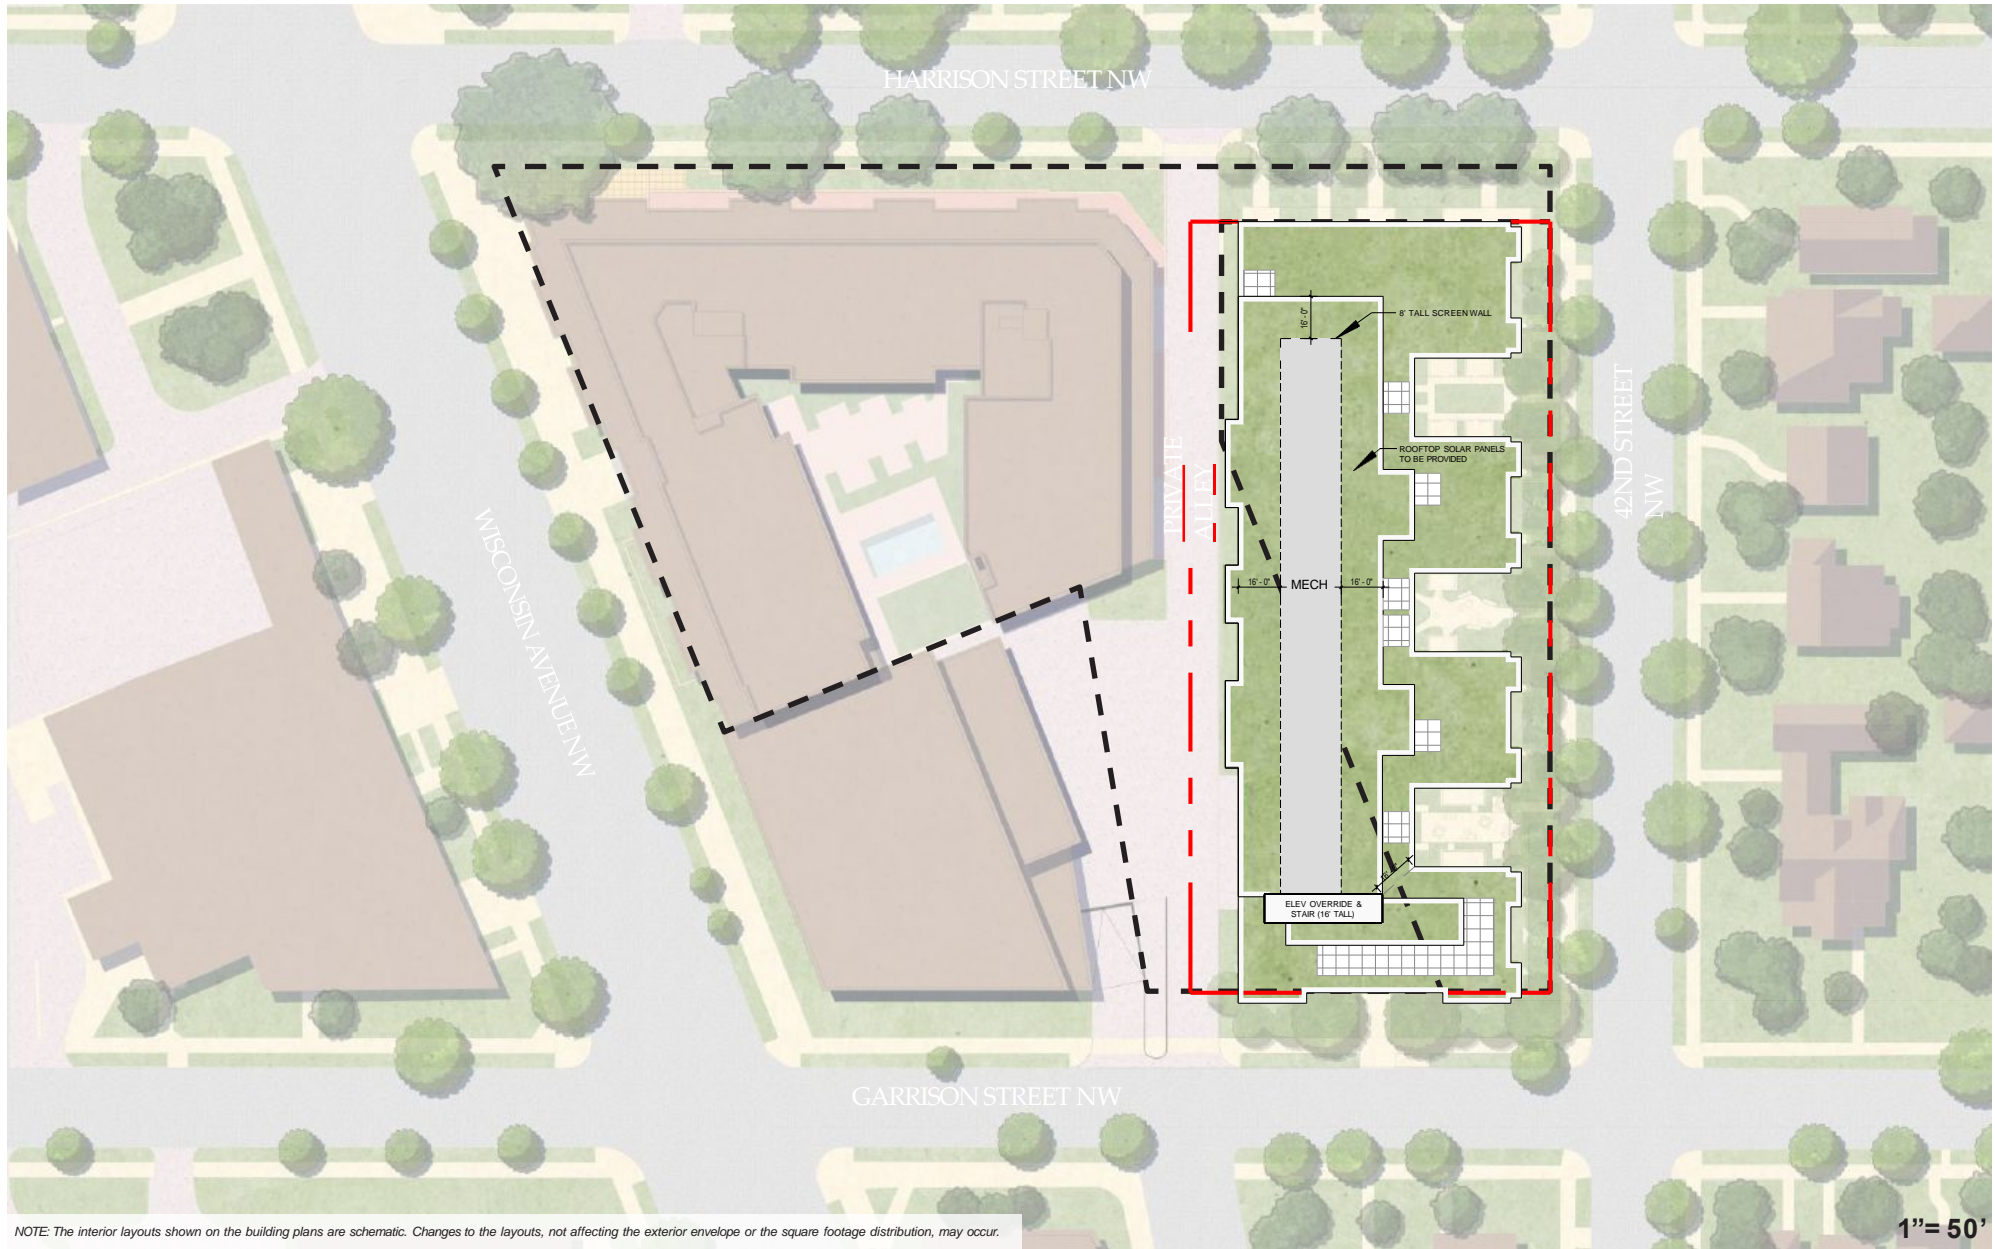 HARRISON STREET NW
16'-0"
8' TALL SCREEN WALL
PRIVATE
ALLEY
ROOFTOP SOLAR PANELS
TO BE PROVIDED
42ND STREET
NW
WISCONSIN AVENUE NW
16'-0"
MECH
16'-0"
ELEV OVERRIDE &
STAIR (16' TALL)
GARRISON STREET NW
NOTE: The interior layouts shown on the building plans are schematic. Changes to the layouts, not affecting the exterior envelope or the square footage distribution, may occur.
1”= 50’